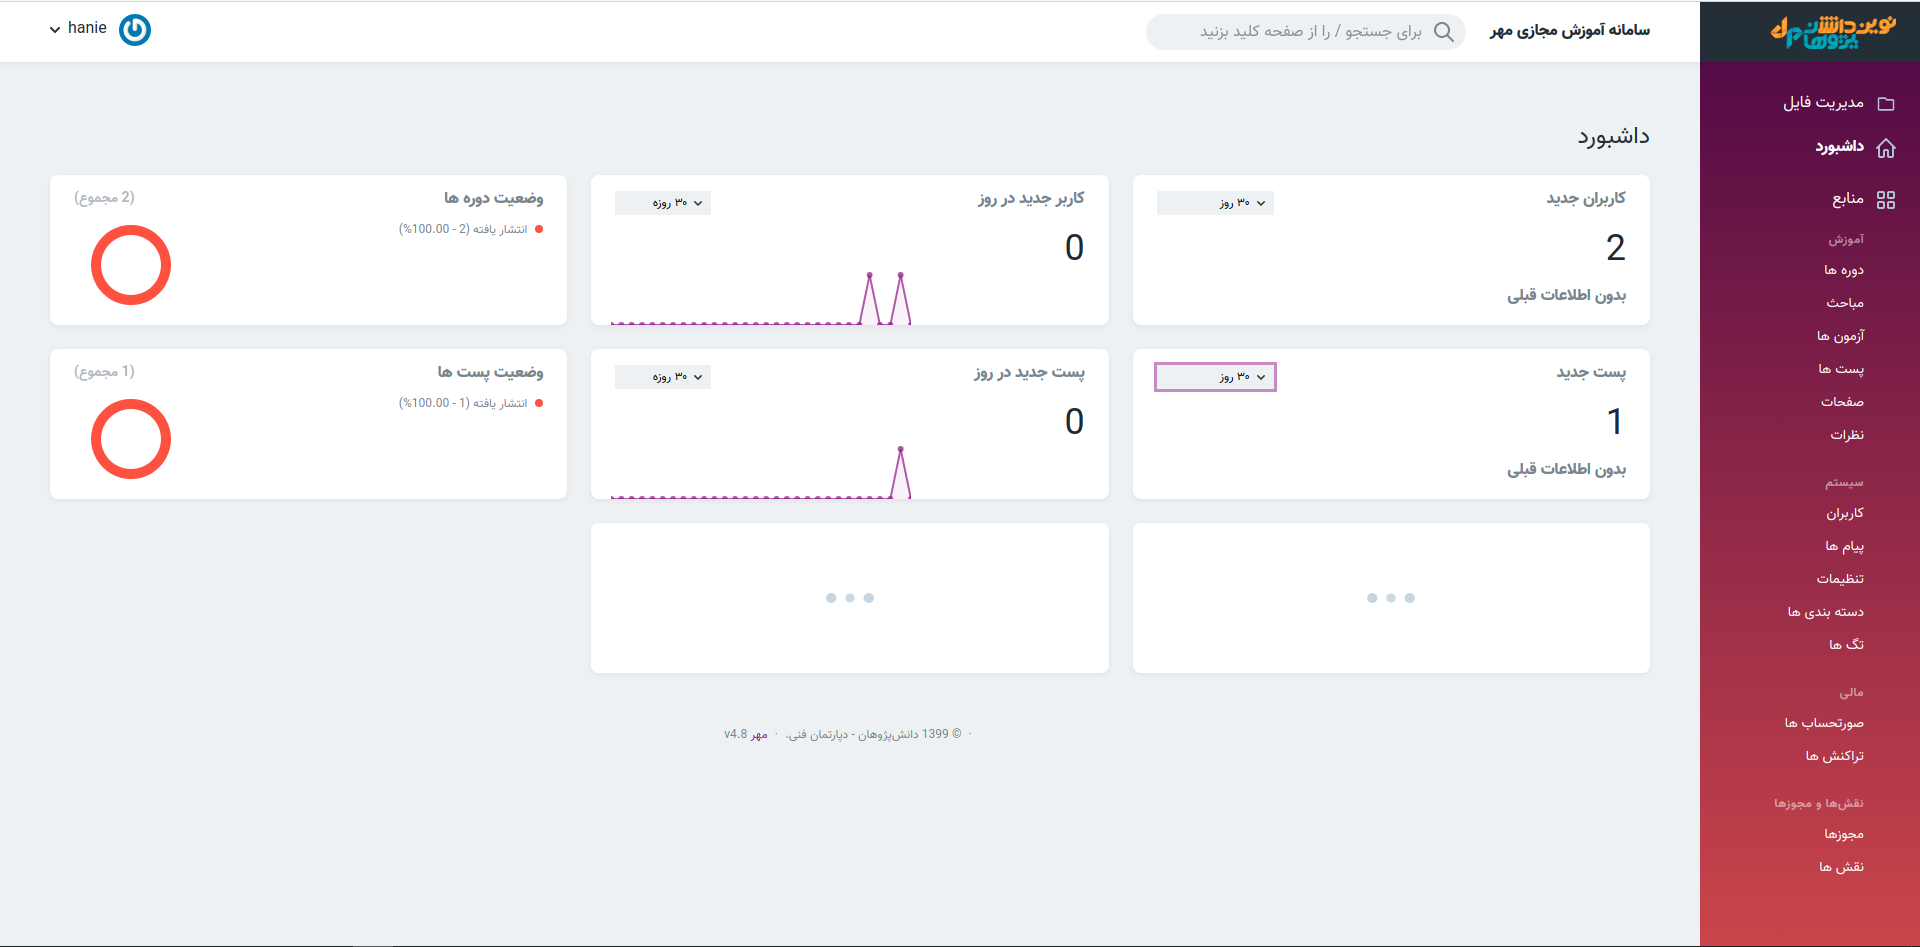 نوین دانش پژوهان
سامانه آموزش مجازی مهر
برای جستجو / را از صفحه کلید بزنید
hanie
مدیریت فایل
داشبورد
منابع
آموزش
دوره ها
مباحث
آزمون ها
پست ها
صفحات
نظرات
سیستم
کاربران
پیام ها
تنظیمات
دسته بندی ها
تگ ها
مالی
صورتحساب ها
تراکنش ها
نقش‌ها و مجوزها
مجوزها
نقش ها
داشبورد
کاربران جدید
۳۰ روز
2
بدون اطلاعات قبلی
کاربر جدید در روز
۳۰ روزه
0
وضعیت دوره ها
(2 مجموع)
انتشار یافته (2 - 100.00%)
پست جدید
۳۰ روز
1
بدون اطلاعات قبلی
پست جدید در روز
۳۰ روزه
0
وضعیت پست ها
(1 مجموع)
انتشار یافته (1 - 100.00%)
· © 1399 دانش‌پژوهان - دپارتمان فنی. · مهر v4.8